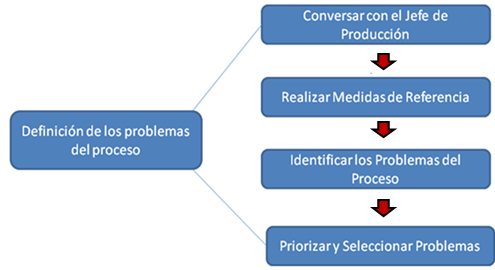 Conversar con el Jefe de
Producción
Realizar Medidas de Referencia
Definición de los problemas
del proceso
Identificar los Problemas del
Proceso
Priorizar y Seleccionar Problemas